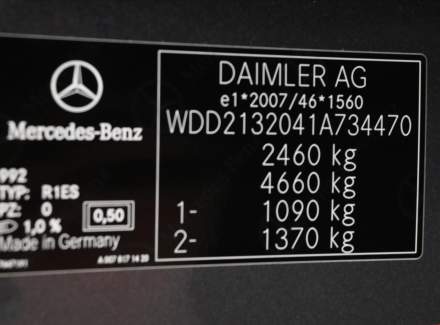 DAIMLER AG
e1*2007/46*1560
WDD2132041A734470
2460 kg
4660 kg
1- 1090 kg
2- 1370 kg
Mercedes-Benz
992
TYP: R1ES
PZ: 0
1,0 % 0,50
Made in Germany